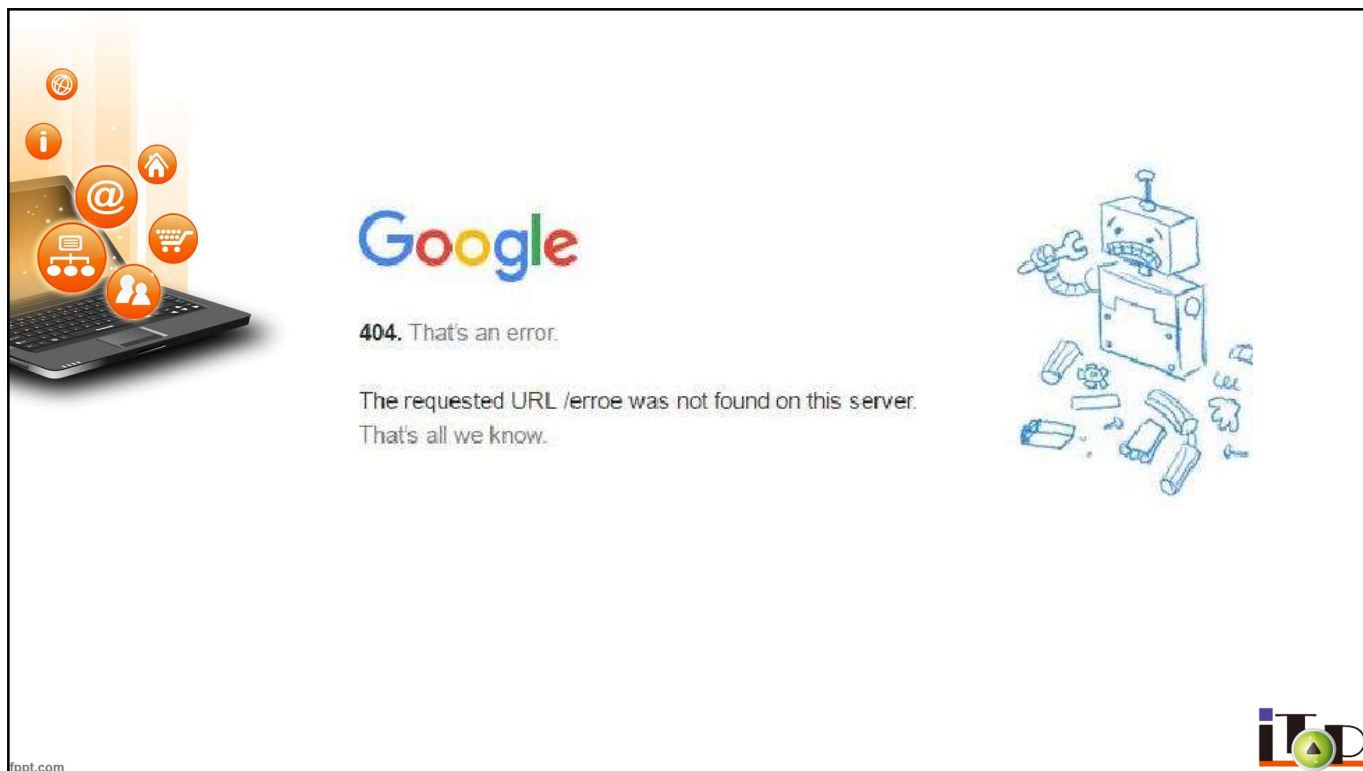 Google
404. That's an error.
The requested URL /erroe was not found on this server.
That's all we know.
fppt.com
iTop